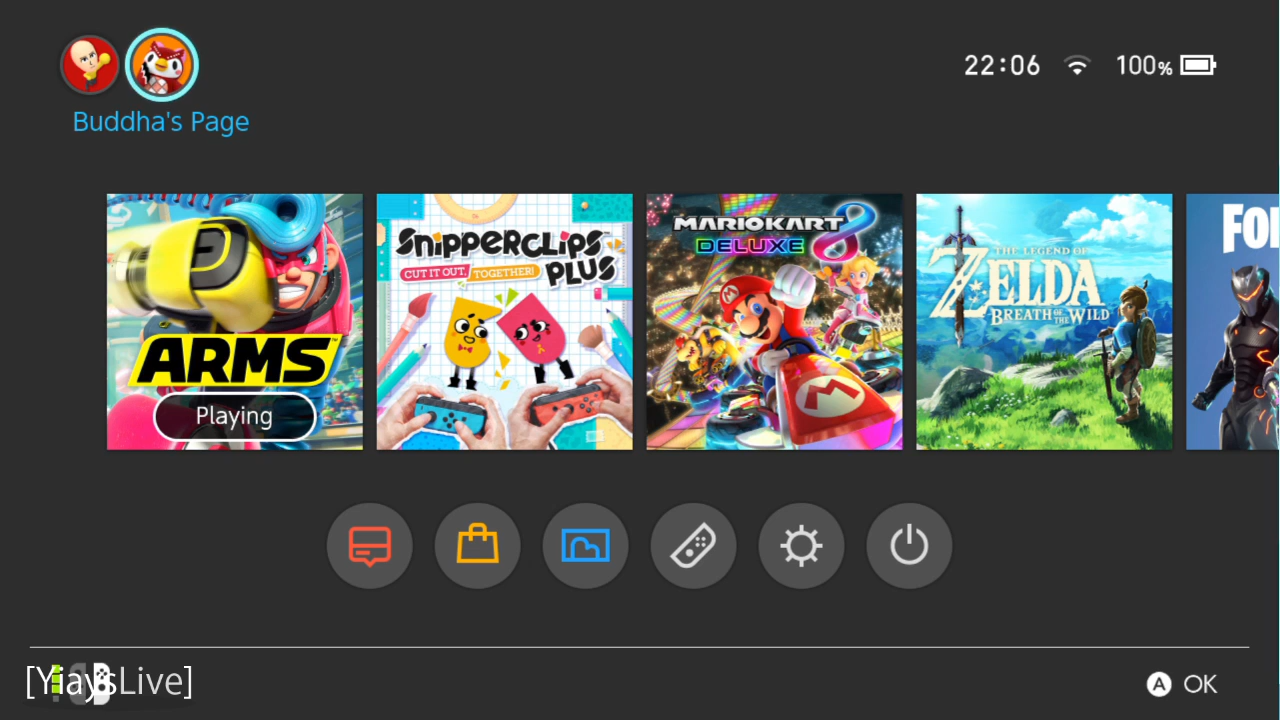 22:06 100%
Buddha's Page
ARMS
Playing
SNIPPERCLIPS
CUT IT OUT, TOGETHER!
PLUS
MARIOKART 8
DELUXE
THE LEGEND OF
ZELDA
BREATH OF THE WILD
FO
[YiaysLive]
A OK